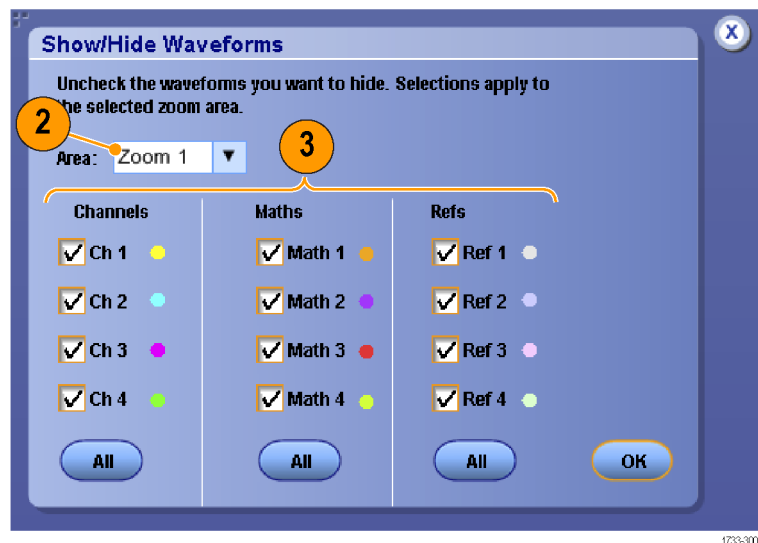 Show/Hide Waveforms
X
Uncheck the waveforms you want to hide. Selections apply to
the selected zoom area.
2
3
Area: Zoom 1
Channels Maths Refs
Ch 1 Math 1 Ref 1
Ch 2 Math 2 Ref 2
Ch 3 Math 3 Ref 3
Ch 4 Math 4 Ref 4
All All All OK
1733-300